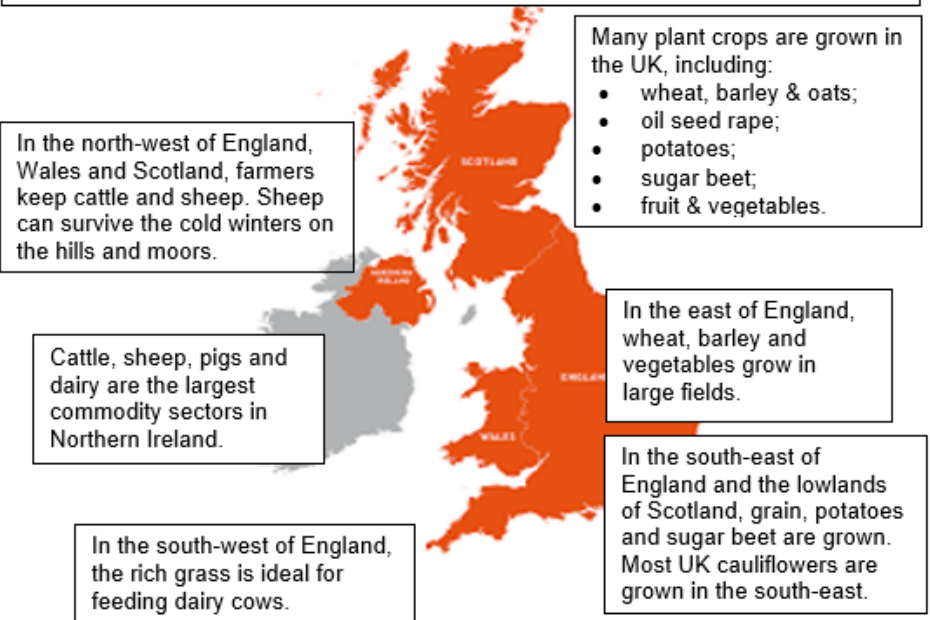 Many plant crops are grown in
the UK, including:
• wheat, barley & oats;
• oil seed rape;
• potatoes;
• sugar beet;
• fruit & vegetables.
In the north-west of England,
Wales and Scotland, farmers
keep cattle and sheep. Sheep
can survive the cold winters on
the hills and moors.
SCOTLAND
NORTHERN
IRELAND
In the east of England,
wheat, barley and
vegetables grow in
large fields.
Cattle, sheep, pigs and
dairy are the largest
commodity sectors in
Northern Ireland.
WALES
In the south-east of
England and the lowlands
of Scotland, grain, potatoes
and sugar beet are grown.
Most UK cauliflowers are
grown in the south-east.
In the south-west of England,
the rich grass is ideal for
feeding dairy cows.